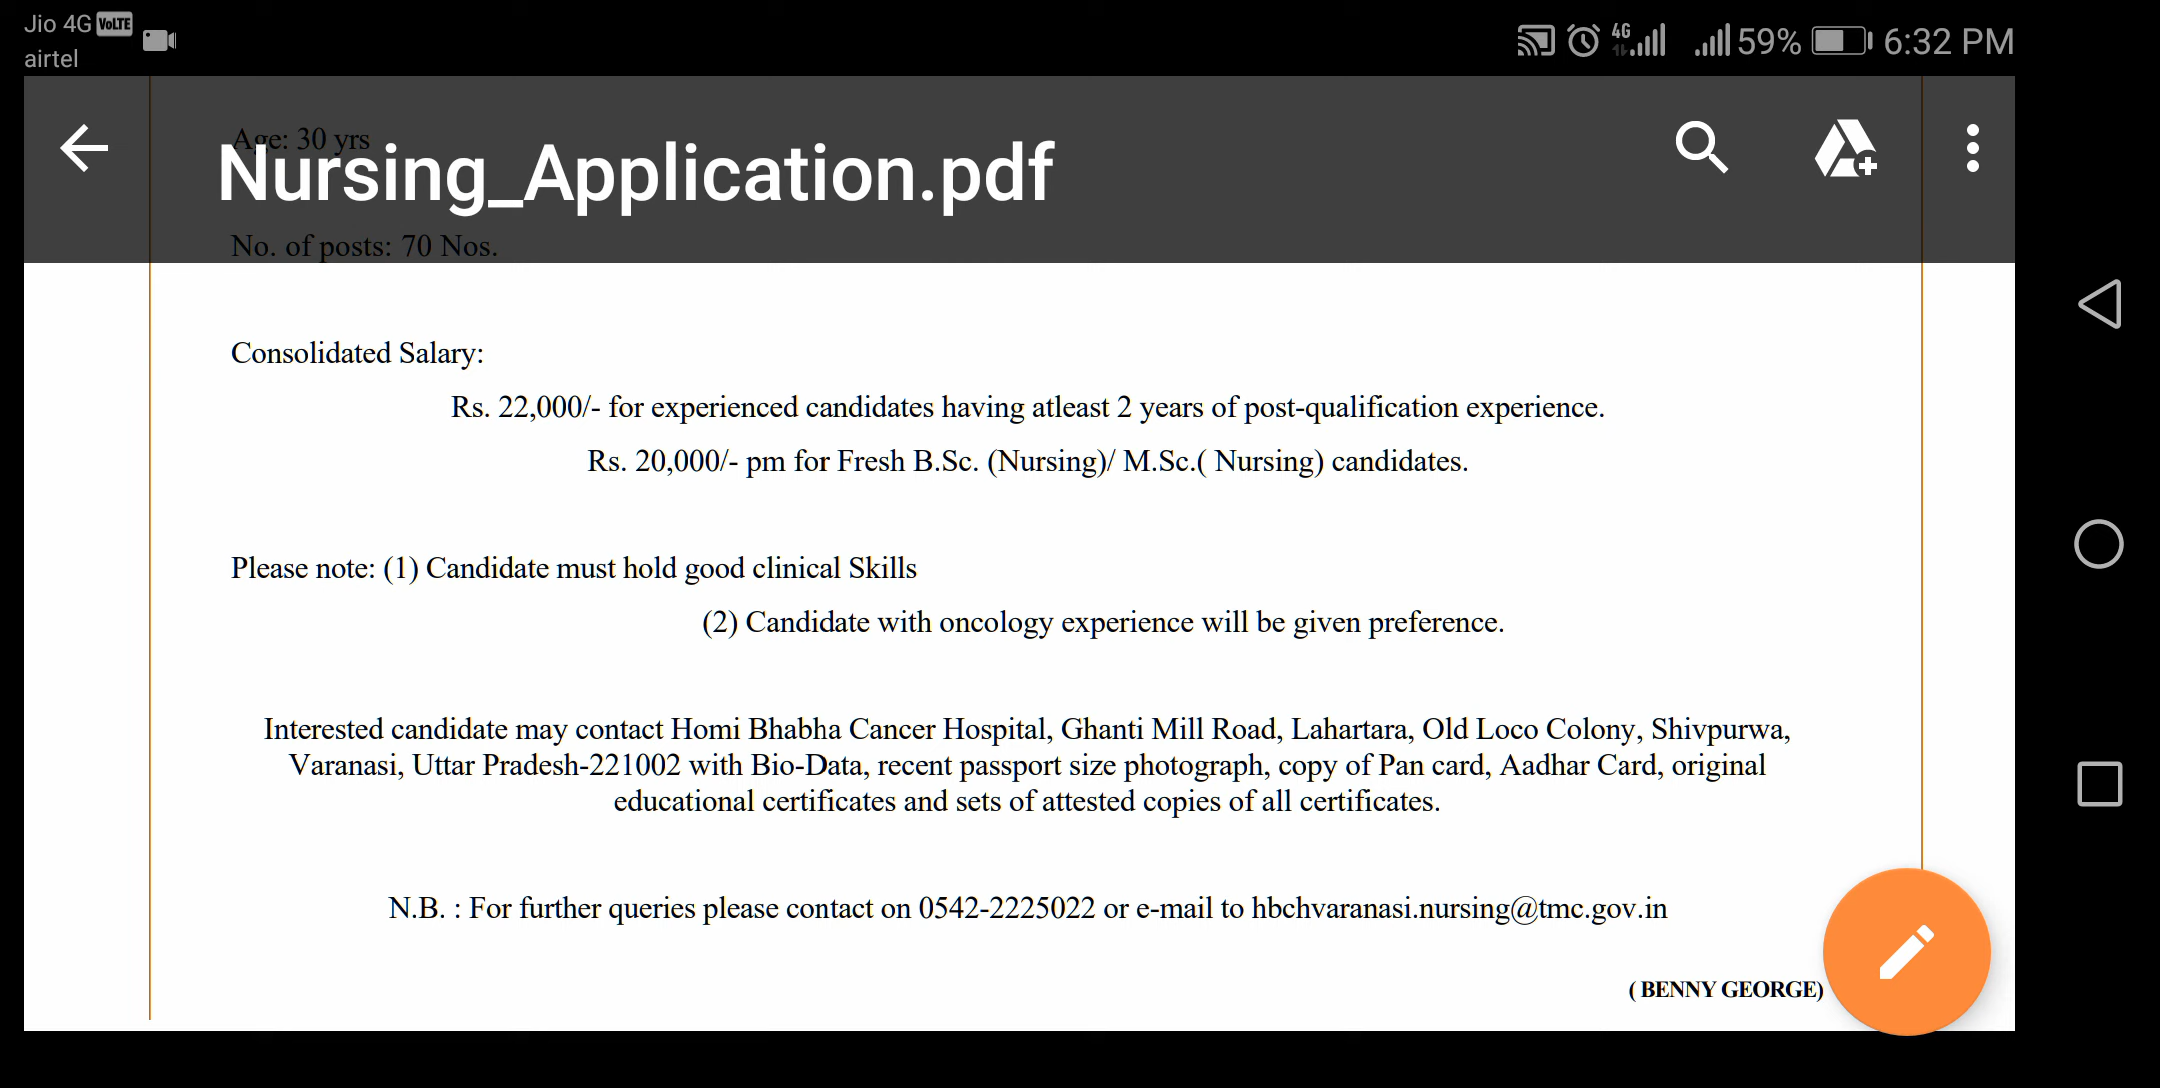 Jio 4G VoLTE
airtel
4G 59% 6:32 PM
Age: 30 yrs
Nursing_Application.pdf
No. of posts: 70 Nos.
Consolidated Salary:
Rs. 22,000/- for experienced candidates having atleast 2 years of post-qualification experience.
Rs. 20,000/- pm for Fresh B.Sc. (Nursing)/ M.Sc.( Nursing) candidates.
Please note: (1) Candidate must hold good clinical Skills
(2) Candidate with oncology experience will be given preference.
Interested candidate may contact Homi Bhabha Cancer Hospital, Ghanti Mill Road, Lahartara, Old Loco Colony, Shivpurwa,
Varanasi, Uttar Pradesh-221002 with Bio-Data, recent passport size photograph, copy of Pan card, Aadhar Card, original
educational certificates and sets of attested copies of all certificates.
N.B. : For further queries please contact on 0542-2225022 or e-mail to hbchvaranasi.nursing@tmc.gov.in
( BENNY GEORGE)